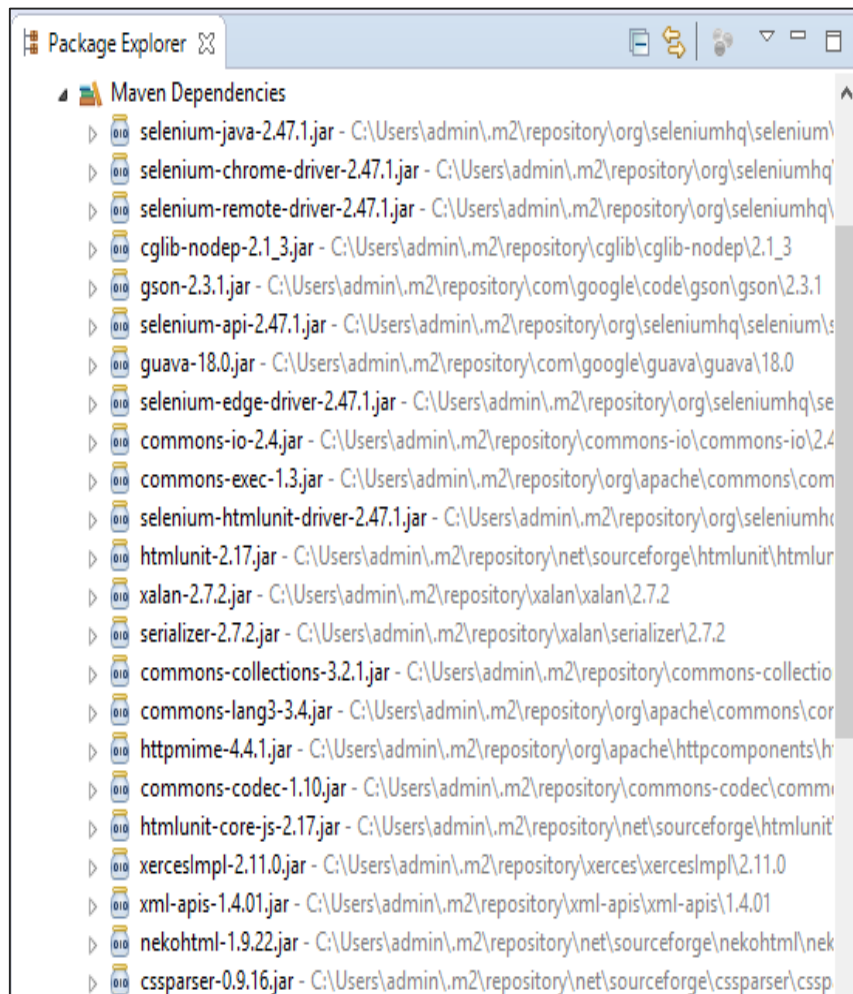 Package Explorer
Maven Dependencies
selenium-java-2.47.1.jar - C:\Users\admin\.m2\repository\org\seleniumhq\selenium\
selenium-chrome-driver-2.47.1.jar - C:\Users\admin\.m2\repository\org\seleniumhq\
selenium-remote-driver-2.47.1.jar - C:\Users\admin\.m2\repository\org\seleniumhq\
cglib-nodep-2.1_3.jar - C:\Users\admin\.m2\repository\cglib\cglib-nodep\2.1_3
gson-2.3.1.jar - C:\Users\admin\.m2\repository\com\google\code\gson\gson\2.3.1
selenium-api-2.47.1.jar - C:\Users\admin\.m2\repository\org\seleniumhq\selenium\s
guava-18.0.jar - C:\Users\admin\.m2\repository\com\google\guava\guava\18.0
selenium-edge-driver-2.47.1.jar - C:\Users\admin\.m2\repository\org\seleniumhq\se
commons-io-2.4.jar - C:\Users\admin\.m2\repository\commons-io\commons-io\2.4
commons-exec-1.3.jar - C:\Users\admin\.m2\repository\org\apache\commons\com
selenium-htmlunit-driver-2.47.1.jar - C:\Users\admin\.m2\repository\org\seleniumh
htmlunit-2.17.jar - C:\Users\admin\.m2\repository\net\sourceforge\htmlunit\htmlun
xalan-2.7.2.jar - C:\Users\admin\.m2\repository\xalan\xalan\2.7.2
serializer-2.7.2.jar - C:\Users\admin\.m2\repository\xalan\serializer\2.7.2
commons-collections-3.2.1.jar - C:\Users\admin\.m2\repository\commons-collectio
commons-lang3-3.4.jar - C:\Users\admin\.m2\repository\org\apache\commons\cor
httpmime-4.4.1.jar - C:\Users\admin\.m2\repository\org\apache\httpcomponents\h
commons-codec-1.10.jar - C:\Users\admin\.m2\repository\commons-codec\comm
htmlunit-core-js-2.17.jar - C:\Users\admin\.m2\repository\net\sourceforge\htmlunit\
xercesImpl-2.11.0.jar - C:\Users\admin\.m2\repository\xerces\xercesImpl\2.11.0
xml-apis-1.4.01.jar - C:\Users\admin\.m2\repository\xml-apis\xml-apis\1.4.01
nekohtml-1.9.22.jar - C:\Users\admin\.m2\repository\net\sourceforge\nekohtml\nek
cssparser-0.9.16.jar - C:\Users\admin\.m2\repository\net\sourceforge\cssparser\cssp